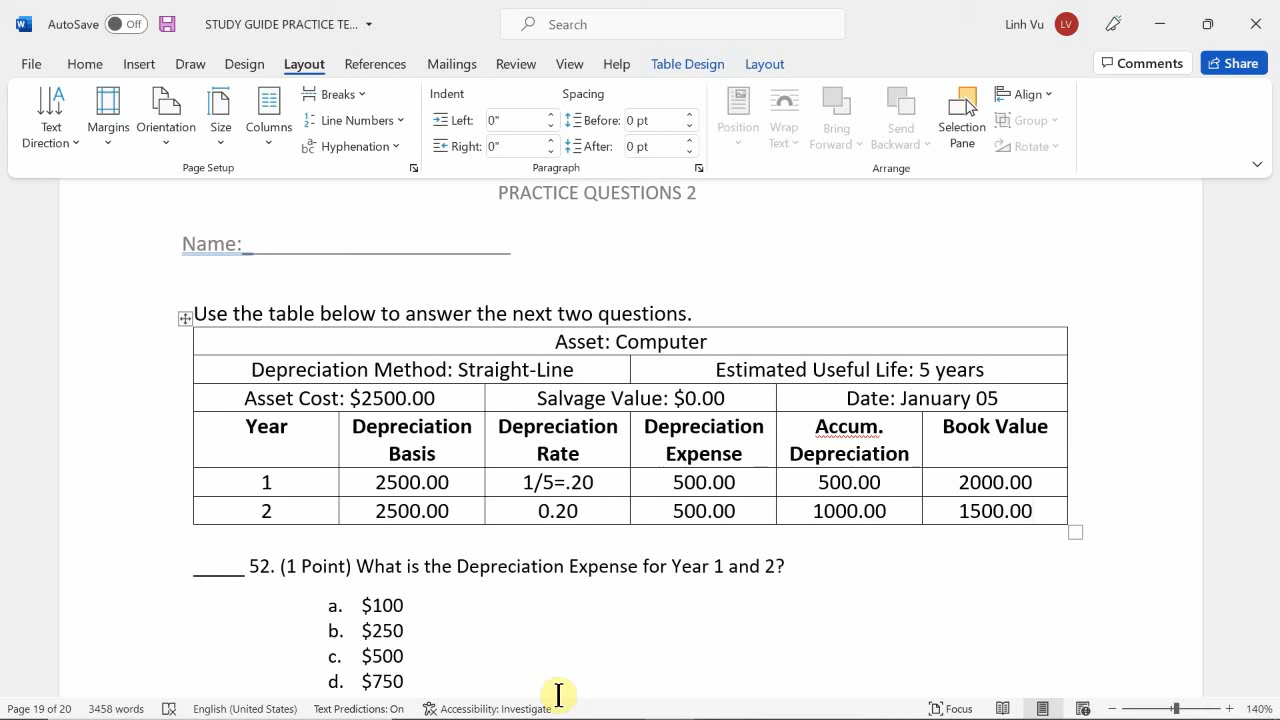 AutoSave Off STUDY GUIDE PRACTICE TE... Search Linh Vu LV
File Home Insert Draw Design Layout References Mailings Review View Help Table Design Layout Comments Share
Text Direction Margins Orientation Size Columns Breaks Line Numbers Hyphenation
Page Setup
Indent Spacing
Left: 0" Before: 0 pt
Right: 0" After: 0 pt
Paragraph
Position Wrap Text Bring Forward Send Backward Selection Pane Align Group Rotate
Arrange
PRACTICE QUESTIONS 2
Name:_
Use the table below to answer the next two questions.
Asset: Computer
Depreciation Method: Straight-Line Estimated Useful Life: 5 years
Asset Cost: $2500.00 Salvage Value: $0.00 Date: January 05
Year Depreciation Basis Depreciation Rate Depreciation Expense Accum. Depreciation Book Value
1 2500.00 1/5=.20 500.00 500.00 2000.00
2 2500.00 0.20 500.00 1000.00 1500.00
_____ 52. (1 Point) What is the Depreciation Expense for Year 1 and 2?
a. $100
b. $250
c. $500
d. $750
Page 19 of 20 3458 words English (United States) Text Predictions: On Accessibility: Investigate Focus 140%